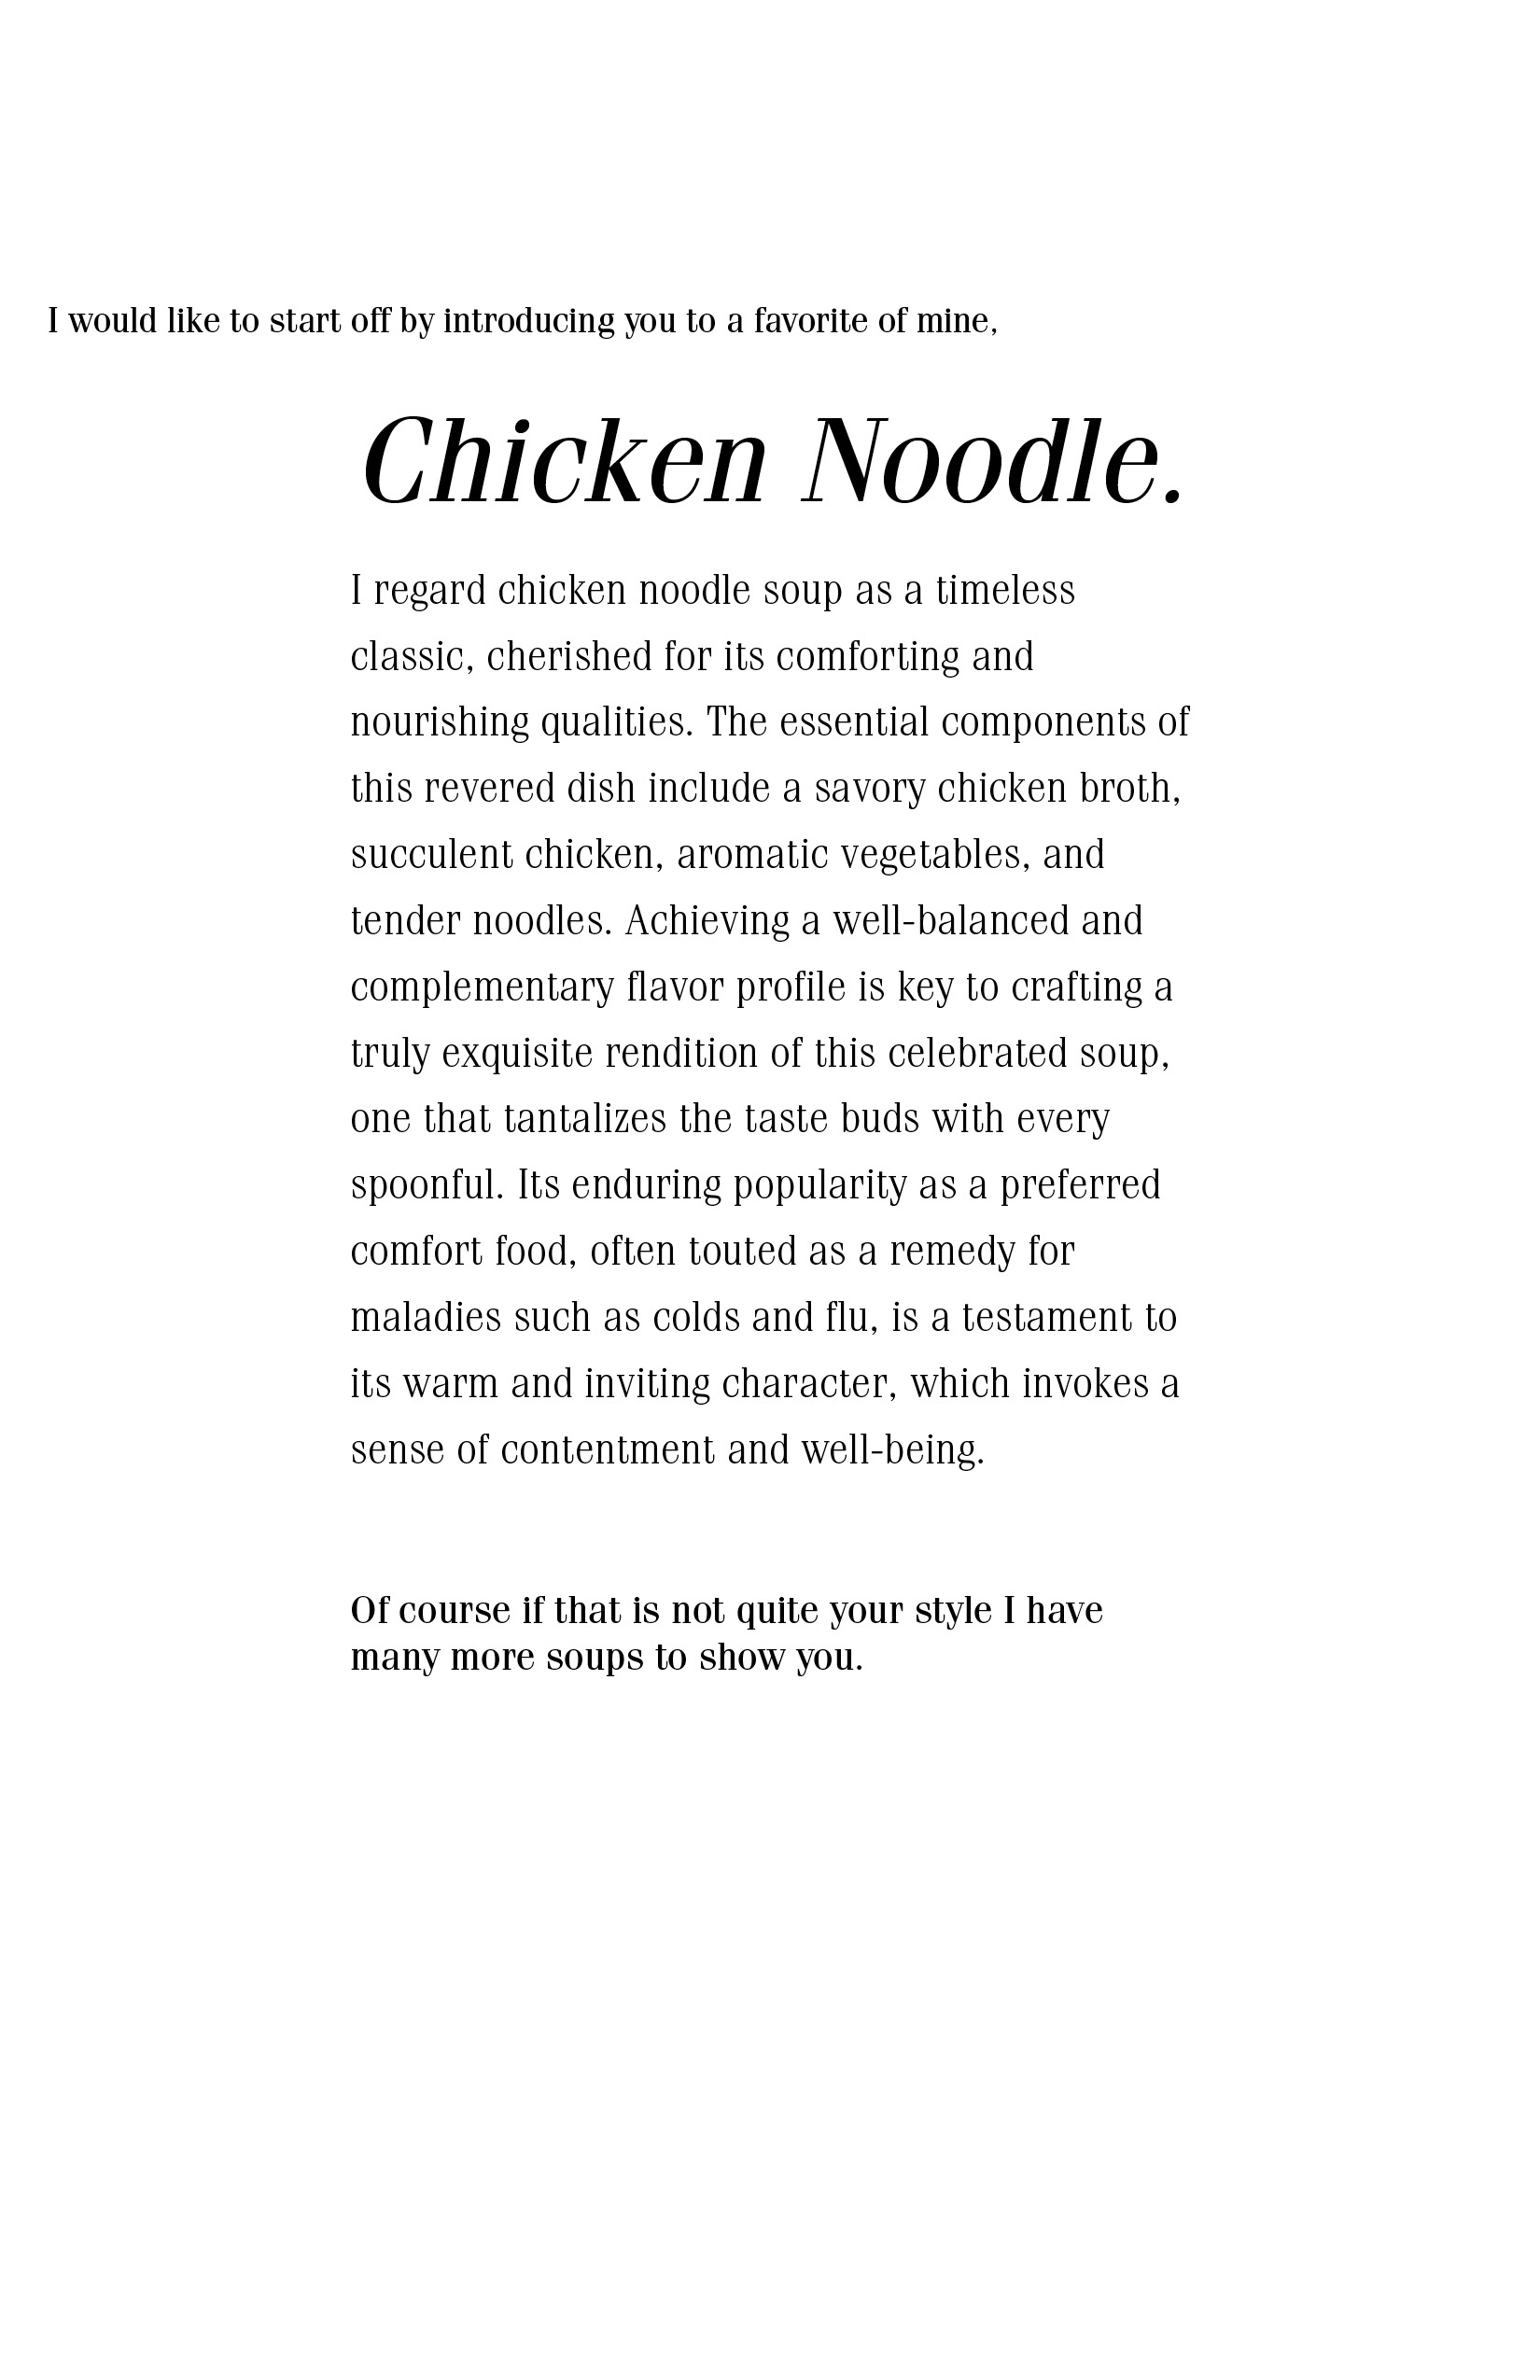 I would like to start off by introducing you to a favorite of mine,
Chicken Noodle.
I regard chicken noodle soup as a timeless
classic, cherished for its comforting and
nourishing qualities. The essential components of
this revered dish include a savory chicken broth,
succulent chicken, aromatic vegetables, and
tender noodles. Achieving a well-balanced and
complementary flavor profile is key to crafting a
truly exquisite rendition of this celebrated soup,
one that tantalizes the taste buds with every
spoonful. Its enduring popularity as a preferred
comfort food, often touted as a remedy for
maladies such as colds and flu, is a testament to
its warm and inviting character, which invokes a
sense of contentment and well-being.
Of course if that is not quite your style I have
many more soups to show you.